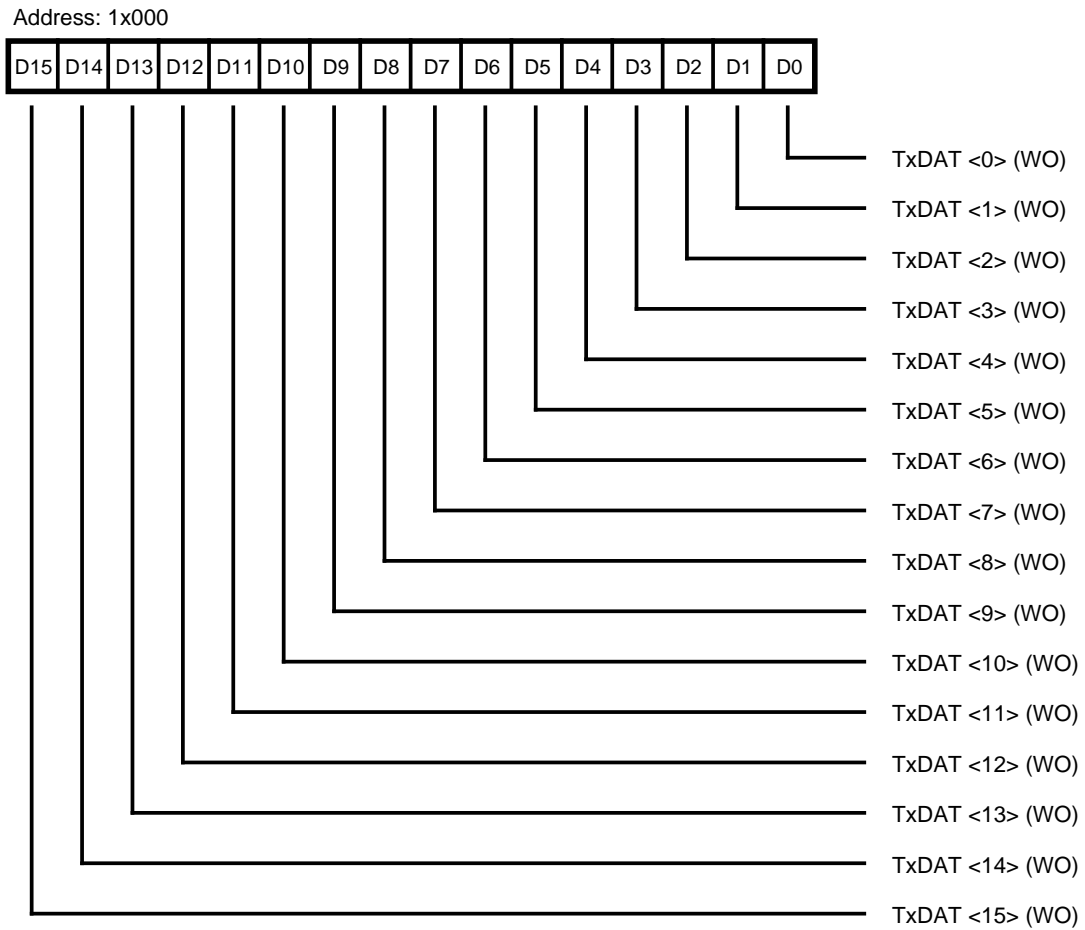 Address: 1x000
D15 D14 D13 D12 D11 D10 D9 D8 D7 D6 D5 D4 D3 D2 D1 D0
TxDAT <0> (WO)
TxDAT <1> (WO)
TxDAT <2> (WO)
TxDAT <3> (WO)
TxDAT <4> (WO)
TxDAT <5> (WO)
TxDAT <6> (WO)
TxDAT <7> (WO)
TxDAT <8> (WO)
TxDAT <9> (WO)
TxDAT <10> (WO)
TxDAT <11> (WO)
TxDAT <12> (WO)
TxDAT <13> (WO)
TxDAT <14> (WO)
TxDAT <15> (WO)